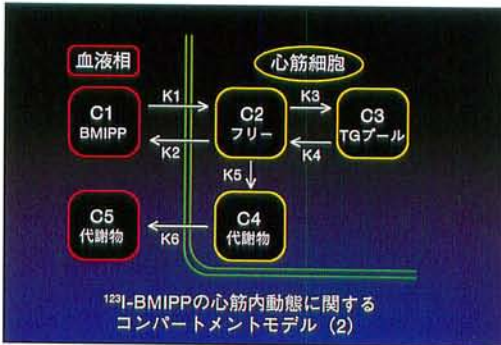 血液相
心筋細胞
C1
BMIPP
K1
K2
C2
フリー
K3
K4
C3
TGプール
K5
C5
代謝物
K6
C4
代謝物
¹²³I-BMIPPの心筋内動態に関する
コンパートメントモデル（2）